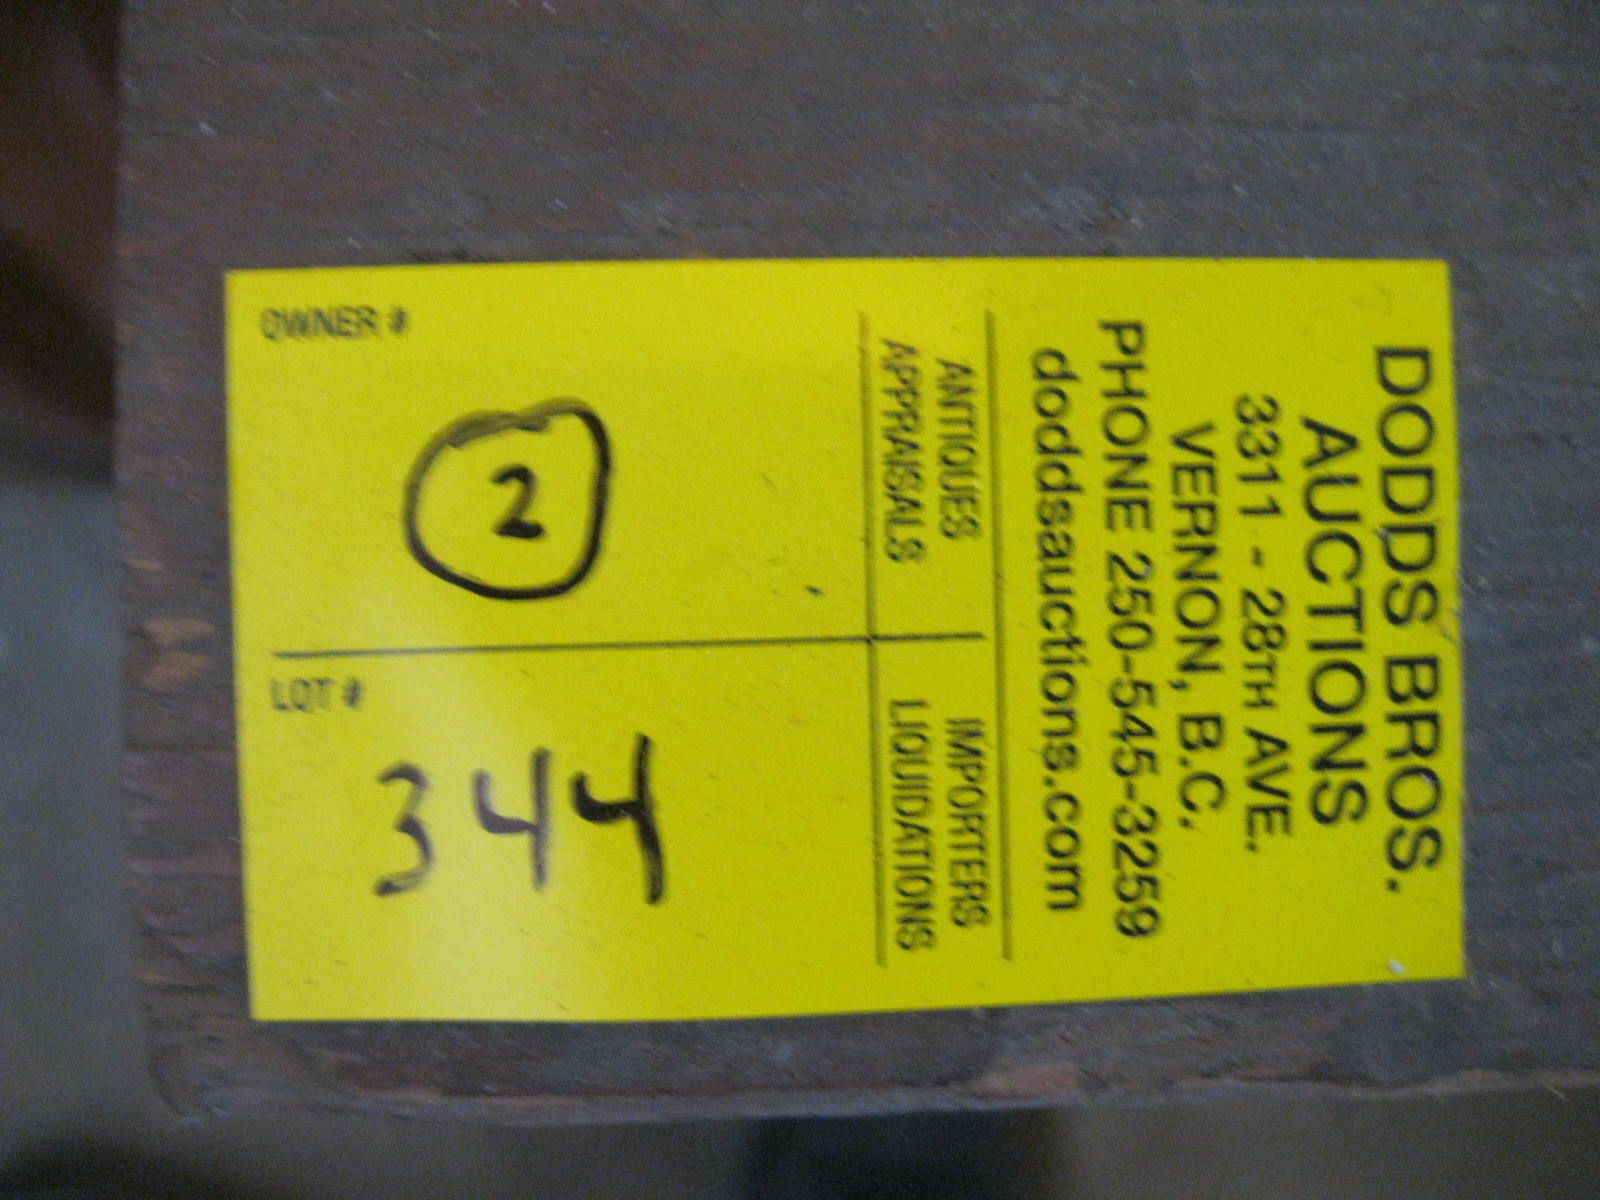 DODDS BROS.
AUCTIONS
3311 - 28TH AVE.
VERNON, B.C.
PHONE 250-545-3259
doddsauctions.com
ANTIQUES
APPRAISALS
IMPORTERS
LIQUIDATIONS
OWNER #
2
LOT #
344